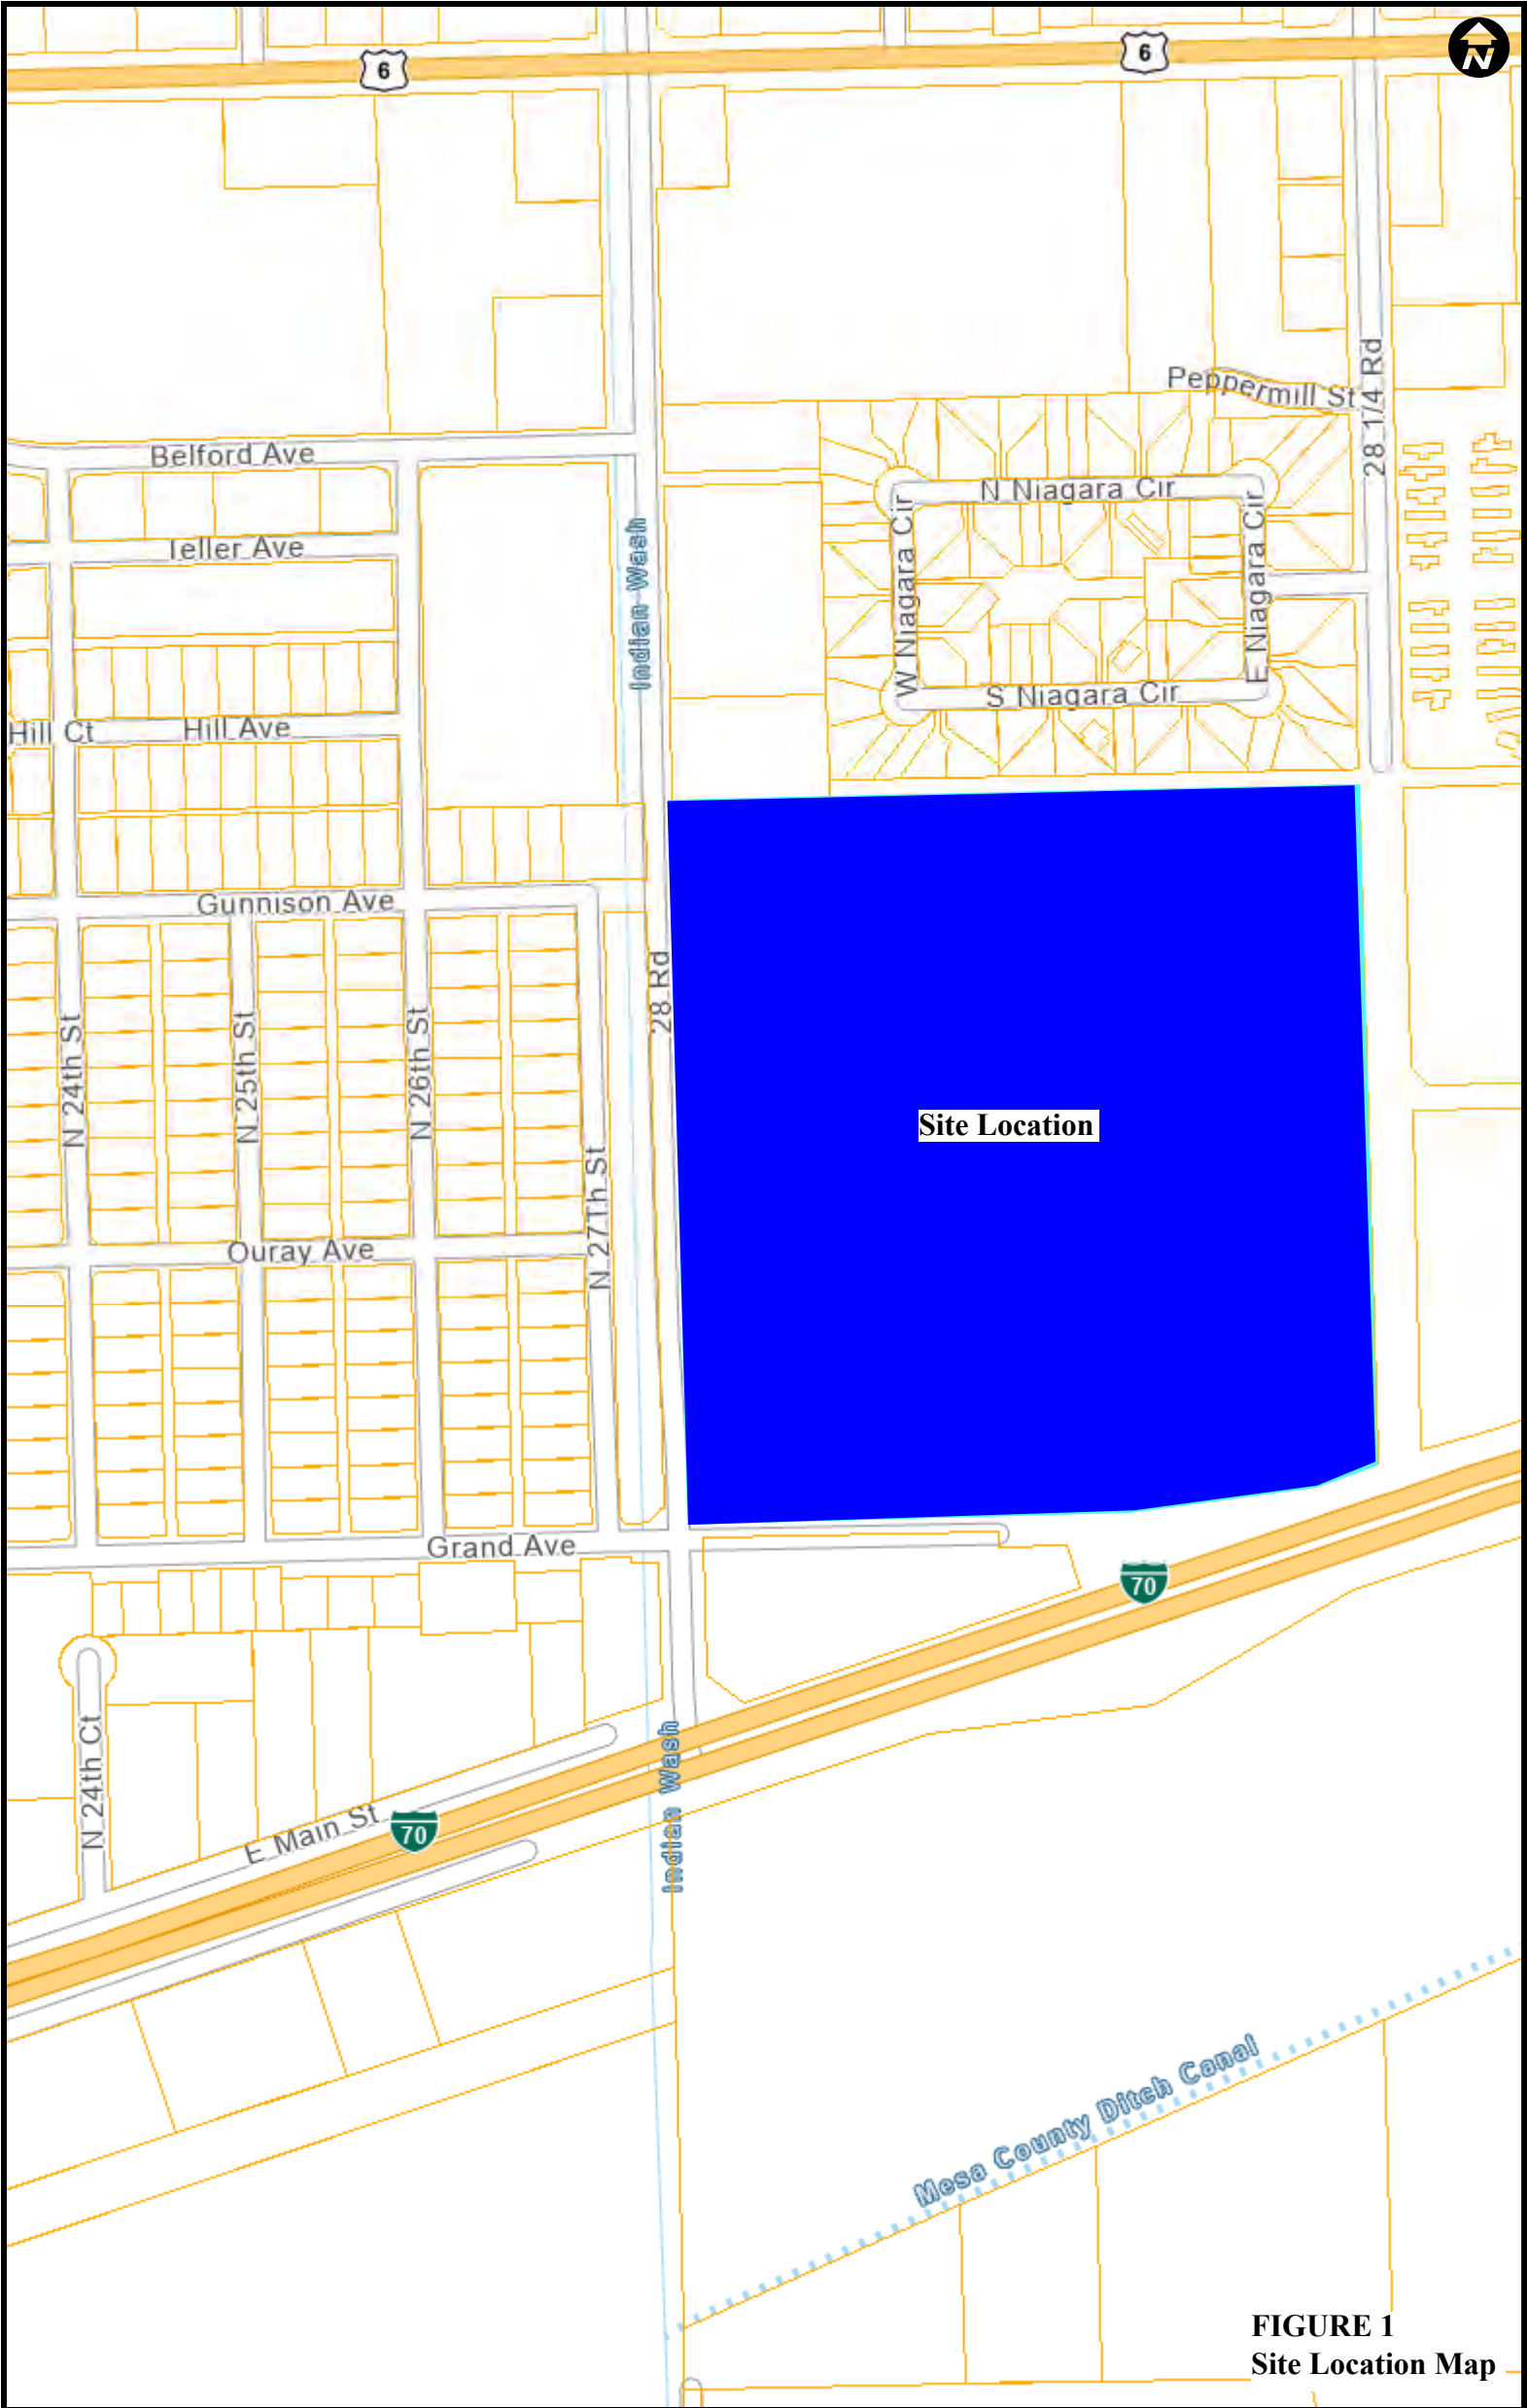 6
6
N
Peppermill St
28 1/4 Rd
Belford Ave
N Niagara Cir
Teller Ave
Indian Wash
W Niagara Cir
E Niagara Cir
S Niagara Cir
Hill Ct
Hill Ave
Gunnison Ave
28 Rd
N 24th St
N 25th St
N 26th St
Site Location
N 27Th St
Ouray Ave
Grand Ave
70
N 24th Ct
Indian Wash
E Main St
70
Mesa County Ditch Canal
FIGURE 1
Site Location Map